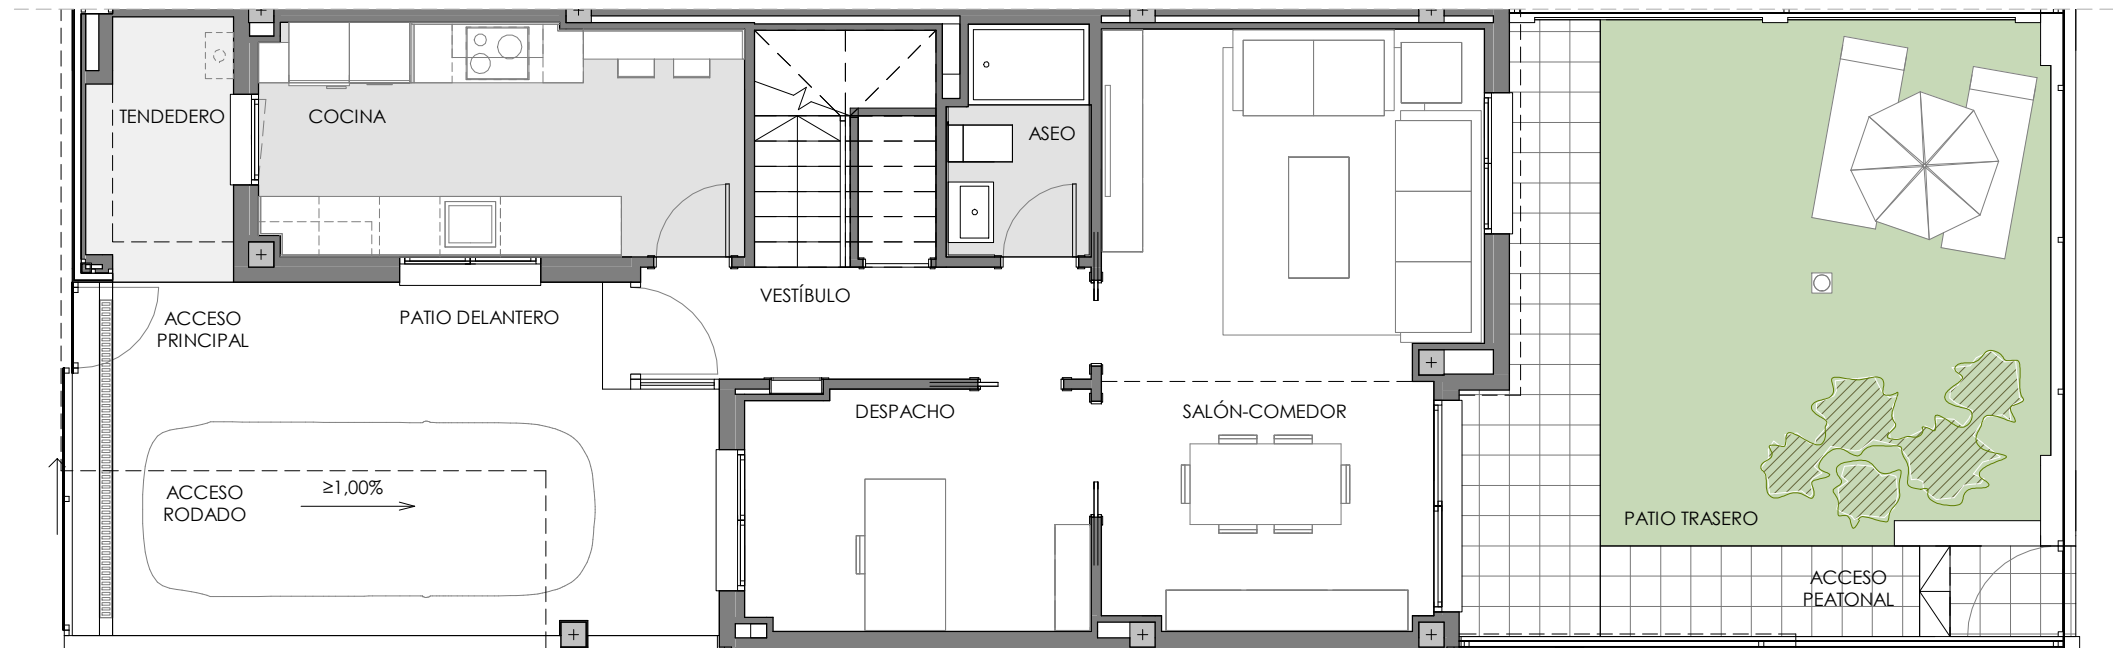 TENDEDERO
COCINA
ASEO
VESTÍBULO
ACCESO
PRINCIPAL
PATIO DELANTERO
DESPACHO
SALÓN-COMEDOR
ACCESO
RODADO
≥1,00%
PATIO TRASERO
ACCESO
PEATONAL